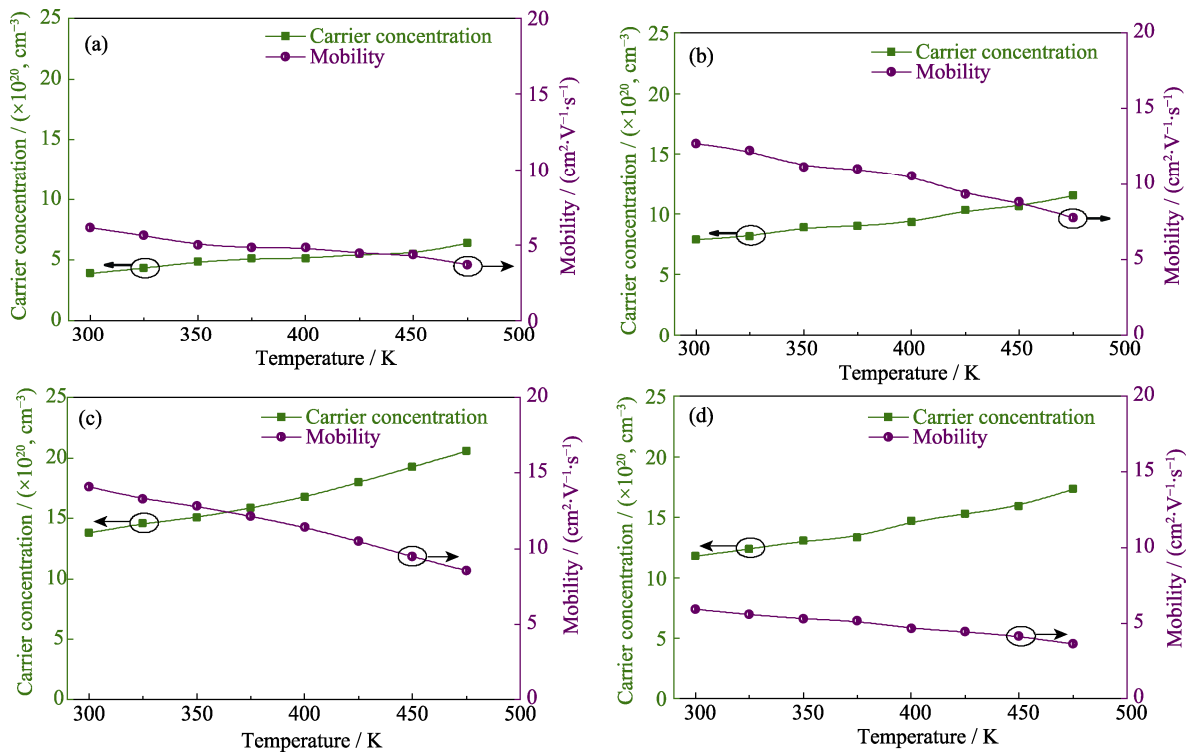 (a)
Carrier concentration
Mobility
Carrier concentration / (×10²⁰, cm⁻³)
25
20
15
10
5
0
20
15
10
5
0
Mobility / (cm²·V⁻¹·s⁻¹)
300 350 400 450 500
Temperature / K
(b)
Carrier concentration
Mobility
Carrier concentration / (×10²⁰, cm⁻³)
25
20
15
10
5
0
20
15
10
5
0
Mobility / (cm²·V⁻¹·s⁻¹)
300 350 400 450 500
Temperature / K
(c)
Carrier concentration
Mobility
Carrier concentration / (×10²⁰, cm⁻³)
25
20
15
10
5
0
20
15
10
5
0
Mobility / (cm²·V⁻¹·s⁻¹)
300 350 400 450 500
Temperature / K
(d)
Carrier concentration
Mobility
Carrier concentration / (×10²⁰, cm⁻³)
25
20
15
10
5
0
20
15
10
5
0
Mobility / (cm²·V⁻¹·s⁻¹)
300 350 400 450 500
Temperature / K